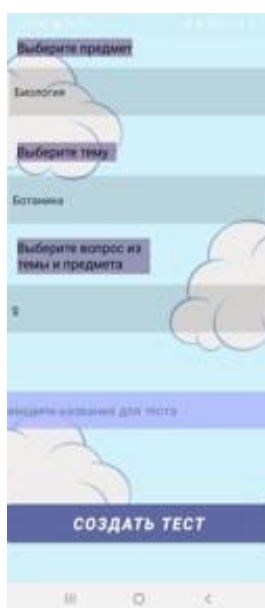 Выберите предмет
Биология
Выберите тему
Ботаника
Выберите вопрос из
темы и предмета
введите название для теста
СОЗДАТЬ ТЕСТ